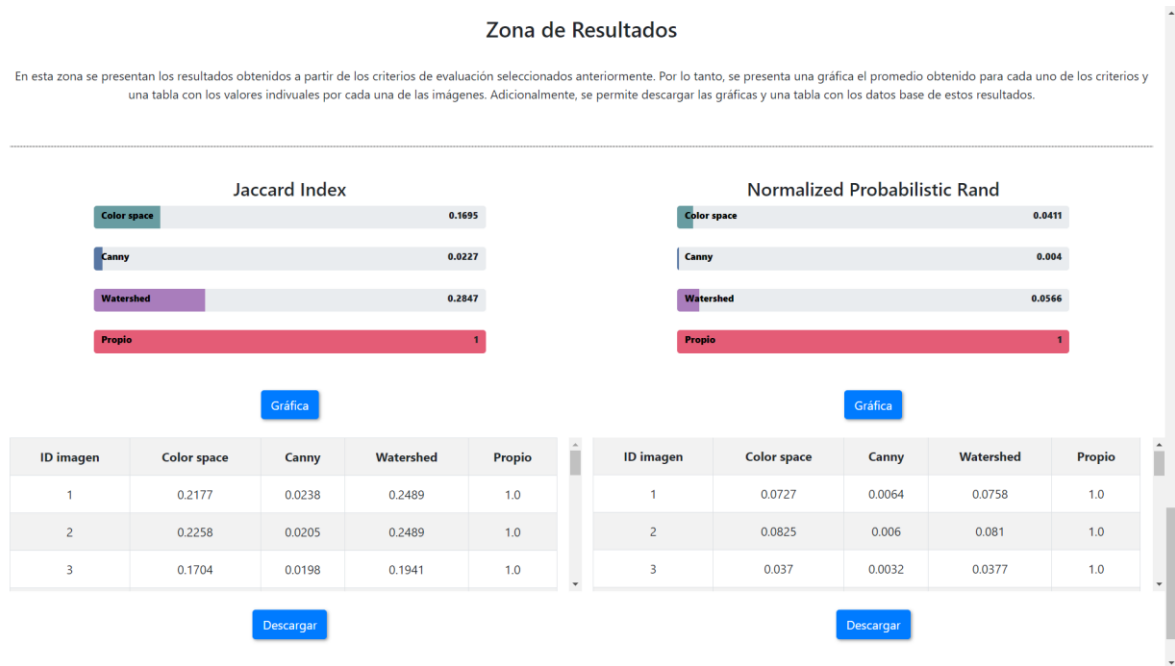 Zona de Resultados
En esta zona se presentan los resultados obtenidos a partir de los criterios de evaluación seleccionados anteriormente. Por lo tanto, se presenta una gráfica el promedio obtenido para cada uno de los criterios y
una tabla con los valores indivuales por cada una de las imágenes. Adicionalmente, se permite descargar las gráficas y una tabla con los datos base de estos resultados.
Jaccard Index
Color space 0.1695
Canny 0.0227
Watershed 0.2847
Propio 1
Gráfica
ID imagen Color space Canny Watershed Propio
1 0.2177 0.0238 0.2489 1.0
2 0.2258 0.0205 0.2489 1.0
3 0.1704 0.0198 0.1941 1.0
Descargar
Normalized Probabilistic Rand
Color space 0.0411
Canny 0.004
Watershed 0.0566
Propio 1
Gráfica
ID imagen Color space Canny Watershed Propio
1 0.0727 0.0064 0.0758 1.0
2 0.0825 0.006 0.081 1.0
3 0.037 0.0032 0.0377 1.0
Descargar